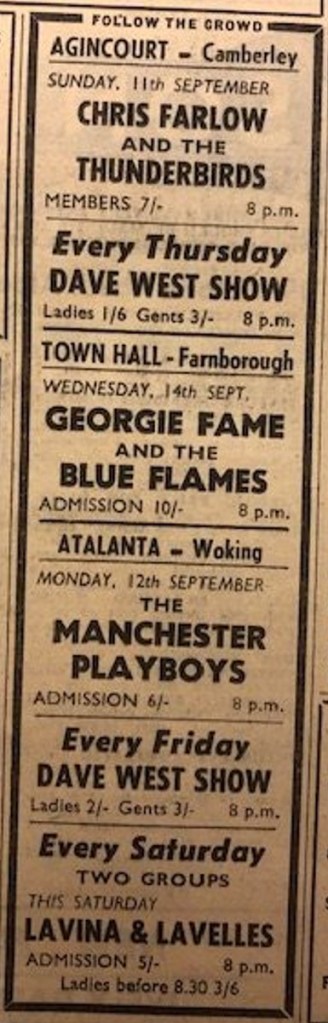 FOLLOW THE CROWD
AGINCOURT - Camberley
SUNDAY, 11th SEPTEMBER
CHRIS FARLOW
AND THE
THUNDERBIRDS
MEMBERS 7/- 8 p.m.
Every Thursday
DAVE WEST SHOW
Ladies 1/6 Gents 3/- 8 p.m.
TOWN HALL - Farnborough
WEDNESDAY, 14th SEPT.
GEORGIE FAME
AND THE
BLUE FLAMES
ADMISSION 10/- 8 p.m.
ATALANTA - Woking
MONDAY, 12th SEPTEMBER
THE
MANCHESTER
PLAYBOYS
ADMISSION 6/- 8 p.m.
Every Friday
DAVE WEST SHOW
Ladies 2/- Gents 3/- 8 p.m.
Every Saturday
TWO GROUPS
THIS SATURDAY
LAVINA & LAVELLES
ADMISSION 5/- 8 p.m.
Ladies before 8.30 3/6